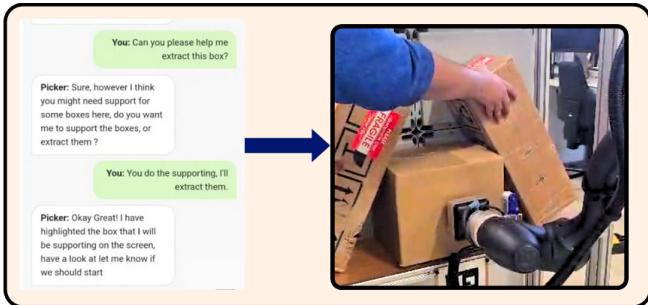 You: Can you please help me
extract this box?
Picker: Sure, however I think
you might need support for
some boxes here, do you want
me to support the boxes, or
extract them ?
You: You do the supporting, I'll
extract them.
Picker: Okay Great! I have
highlighted the box that I will
be supporting on the screen,
have a look at let me know if
we should start
FRAGILE